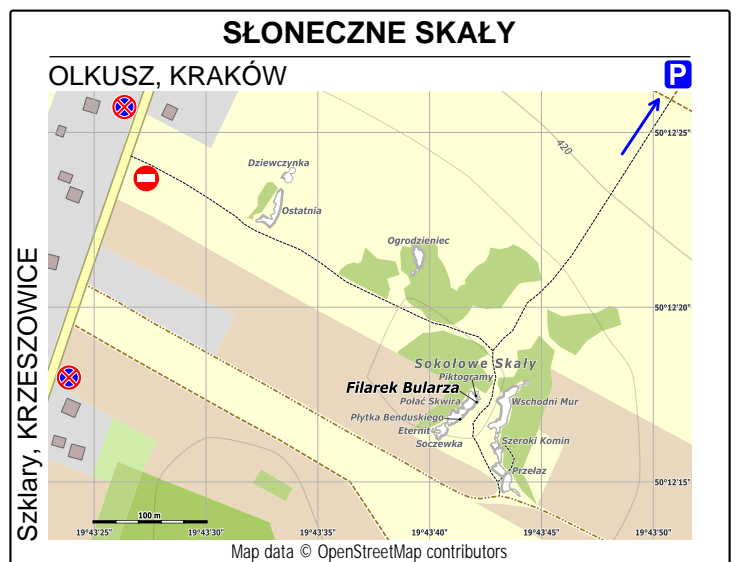 SŁONECZNE SKAŁY
OLKUSZ, KRAKÓW
P
50°12'25"
420
Dziewczynka
Ostatnia
Ogrodzieniec
50°12'20"
Szklary, KRZESZOWICE
Sokołowe Skały
Piktogramy
Filarek Bularza
Połać Skwira
Wschodni Mur
Płytka Benduskiego
Eternit
Soczewka
Szeroki Komin
Przełaz
50°12'15"
100 m
19°43'25"
19°43'30"
19°43'35"
19°43'40"
19°43'45"
19°43'50"
Map data © OpenStreetMap contributors